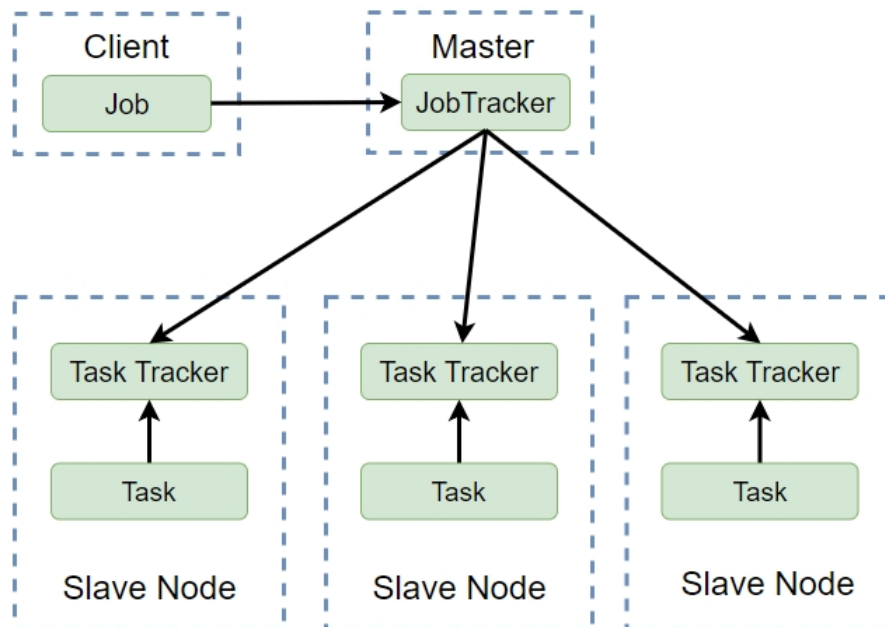 Client
Master
Job
JobTracker
Task Tracker
Task Tracker
Task Tracker
Task
Task
Task
Slave Node
Slave Node
Slave Node